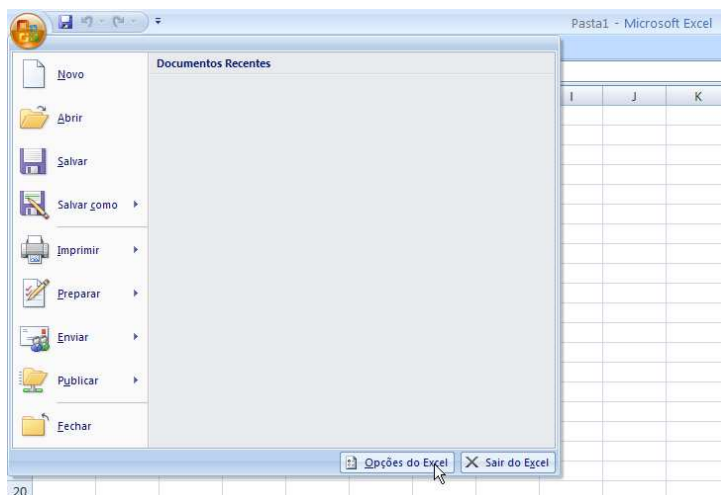 Pasta1 - Microsoft Excel
Novo
Documentos Recentes
Abrir
Salvar
Salvar como
Imprimir
Preparar
Enviar
Publicar
Fechar
Opções do Excel
Sair do Excel
I J K
20